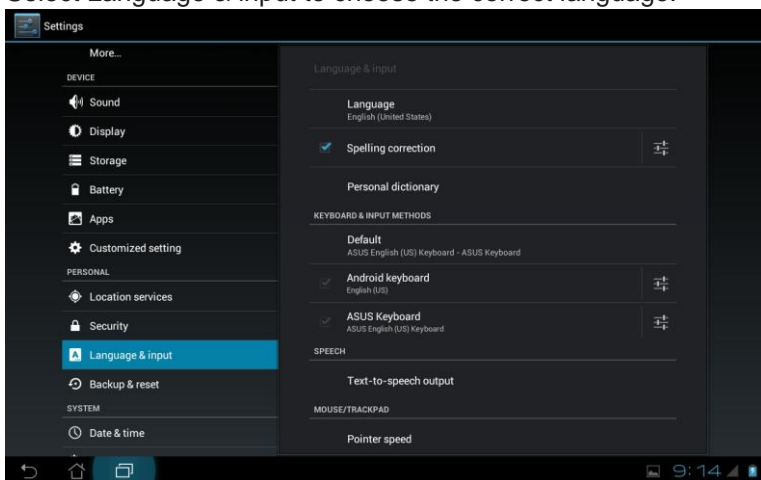 Select Language & input to choose the correct language.
Settings
More...
DEVICE
Sound
Display
Storage
Battery
Apps
Customized setting
PERSONAL
Location services
Security
A Language & input
Backup & reset
SYSTEM
Date & time
Language & input
Language
English (United States)
Spelling correction
Personal dictionary
KEYBOARD & INPUT METHODS
Default
ASUS English (US) Keyboard - ASUS Keyboard
Android keyboard
English (US)
ASUS Keyboard
ASUS English (US) Keyboard
SPEECH
Text-to-speech output
MOUSE/TRACKPAD
Pointer speed
9:14